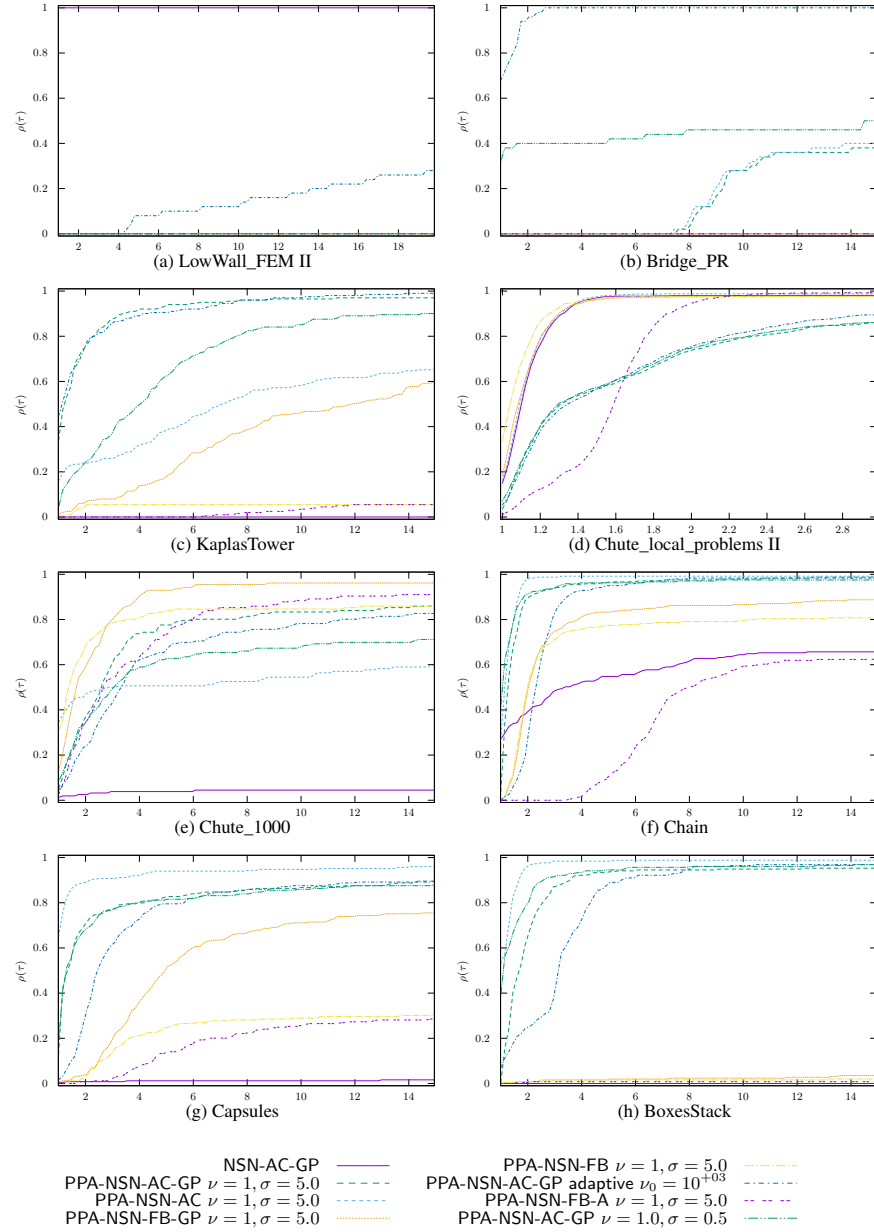 1
0.8
0.6
ρ(τ)
0.4
0.2
0
2 4 6 8 10 12 14 16 18
(a) LowWall_FEM II
1
0.8
0.6
ρ(τ)
0.4
0.2
0
2 4 6 8 10 12 14
(b) Bridge_PR
1
0.8
0.6
ρ(τ)
0.4
0.2
0
2 4 6 8 10 12 14
(c) KaplasTower
1
0.8
0.6
ρ(τ)
0.4
0.2
0
1 1.2 1.4 1.6 1.8 2 2.2 2.4 2.6 2.8
(d) Chute_local_problems II
1
0.8
0.6
ρ(τ)
0.4
0.2
0
2 4 6 8 10 12 14
(e) Chute_1000
1
0.8
0.6
ρ(τ)
0.4
0.2
0
2 4 6 8 10 12 14
(f) Chain
1
0.8
0.6
ρ(τ)
0.4
0.2
0
2 4 6 8 10 12 14
(g) Capsules
1
0.8
0.6
ρ(τ)
0.4
0.2
0
2 4 6 8 10 12 14
(h) BoxesStack
NSN-AC-GP
PPA-NSN-AC-GP ν = 1, σ = 5.0
PPA-NSN-AC ν = 1, σ = 5.0
PPA-NSN-FB-GP ν = 1, σ = 5.0
PPA-NSN-FB ν = 1, σ = 5.0
PPA-NSN-AC-GP adaptive ν₀ = 10⁺⁰³
PPA-NSN-FB-A ν = 1, σ = 5.0
PPA-NSN-AC-GP ν = 1.0, σ = 0.5